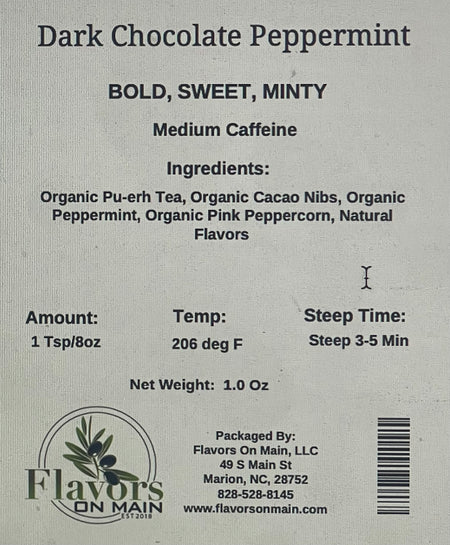 Dark Chocolate Peppermint
BOLD, SWEET, MINTY
Medium Caffeine
Ingredients:
Organic Pu-erh Tea, Organic Cacao Nibs, Organic
Peppermint, Organic Pink Peppercorn, Natural
Flavors
Amount:
1 Tsp/8oz
Temp:
206 deg F
Steep Time:
Steep 3-5 Min
Net Weight: 1.0 Oz
Flavors
ON MAIN
EST 2018
Packaged By:
Flavors On Main, LLC
49 S Main St
Marion, NC, 28752
828-528-8145
www.flavorsonmain.com